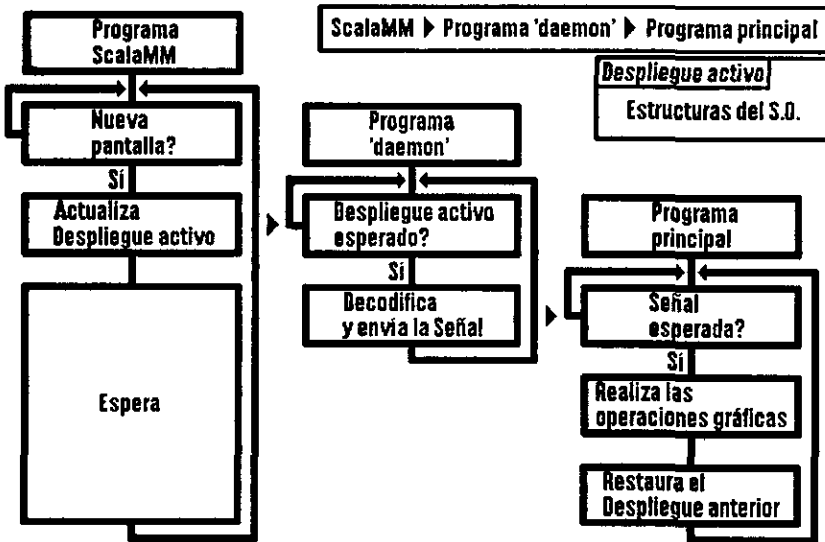 Programa
ScalaMM
Nueva
pantalla?
Sí
Actualiza
Despliegue activo
Espera
ScalaMM ▶ Programa 'daemon' ▶ Programa principal
Despliegue activo
Estructuras del S.O.
Programa
'daemon'
Despliegue activo
esperado?
Sí
Decodifica
y envía la Señal
Programa
principal
Señal
esperada?
Sí
Realiza las
operaciones gráficas
Restaura el
Despliegue anterior